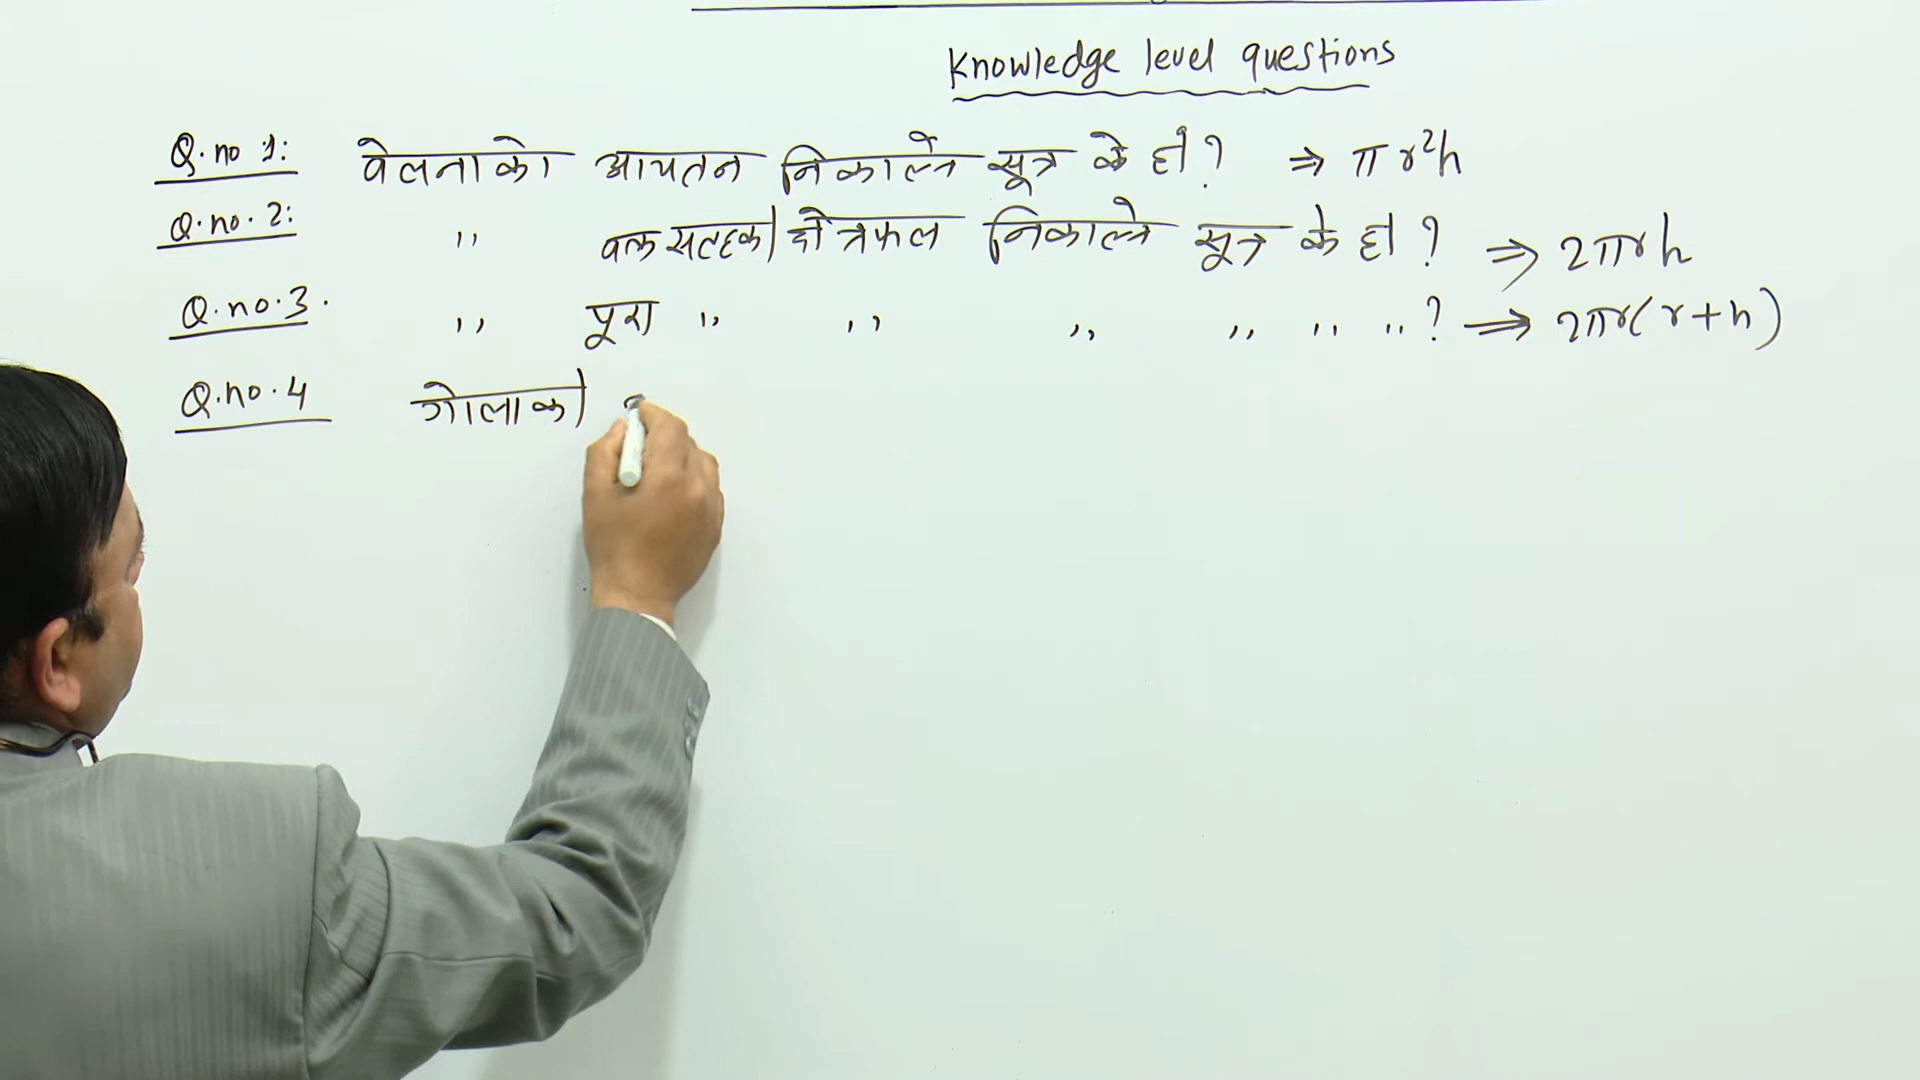 Knowledge level questions
Q.no 1: वेलनाको आयतन निकाल्ने सूत्र के हो? ⇒ πr²h
Q.no.2: ,, वक्र सतहको क्षेत्रफल निकाल्ने सूत्र के हो? ⇒ 2πrh
Q.no.3. ,, पूरा ,, ,, ,, ,, ,, ,,? ⇒ 2πr(r+h)
Q.no.4 गोलाको